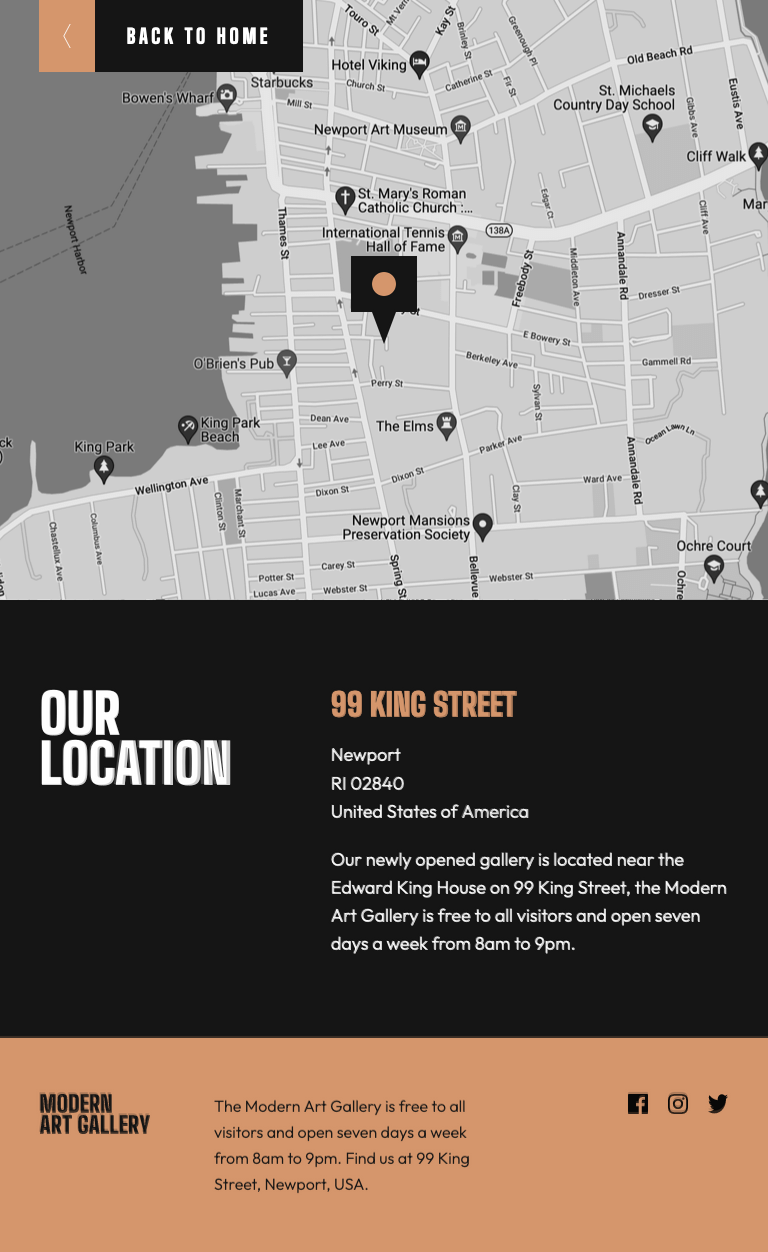 BACK TO HOME
Touro St
Mt Vern
Kay St
Brinley St
Greenough Pl
Hotel Viking
Old Beach Rd
Starbucks
Church St
Catherine St
Fir St
Eustis Ave
Bowen's Wharf
Mill St
St. Michaels
Country Day School
Gibbs Ave
Newport Art Museum
Cliff Walk
St. Mary's Roman
Catholic Church :...
Edgar Ct
Cliff Ave
Mar
Newport Harbor
Thames St
International Tennis
Hall of Fame
138A
Freebody St
Middleton Ave
Annandale Rd
Dresser St
y St
E Bowery St
O'Brien's Pub
Berkeley Ave
Gammell Rd
Perry St
Sylvan St
King Park
Beach
Dean Ave
The Elms
Ocean Lawn Ln
ck
)
King Park
Lee Ave
Parker Ave
Annandale Rd
Wellington Ave
Dixon St
Dixon St
Ward Ave
Clinton St
Marchant St
Clay St
Chastellux Ave
Columbus Ave
Newport Mansions
Preservation Society
Ochre Court
Carey St
Spring St
Bellevue
Potter St
Webster St
Ochre
Lucas Ave
Webster St
rdon
OUR
LOCATION
99 KING STREET
Newport
RI 02840
United States of America
Our newly opened gallery is located near the
Edward King House on 99 King Street, the Modern
Art Gallery is free to all visitors and open seven
days a week from 8am to 9pm.
MODERN
ART GALLERY
The Modern Art Gallery is free to all
visitors and open seven days a week
from 8am to 9pm. Find us at 99 King
Street, Newport, USA.